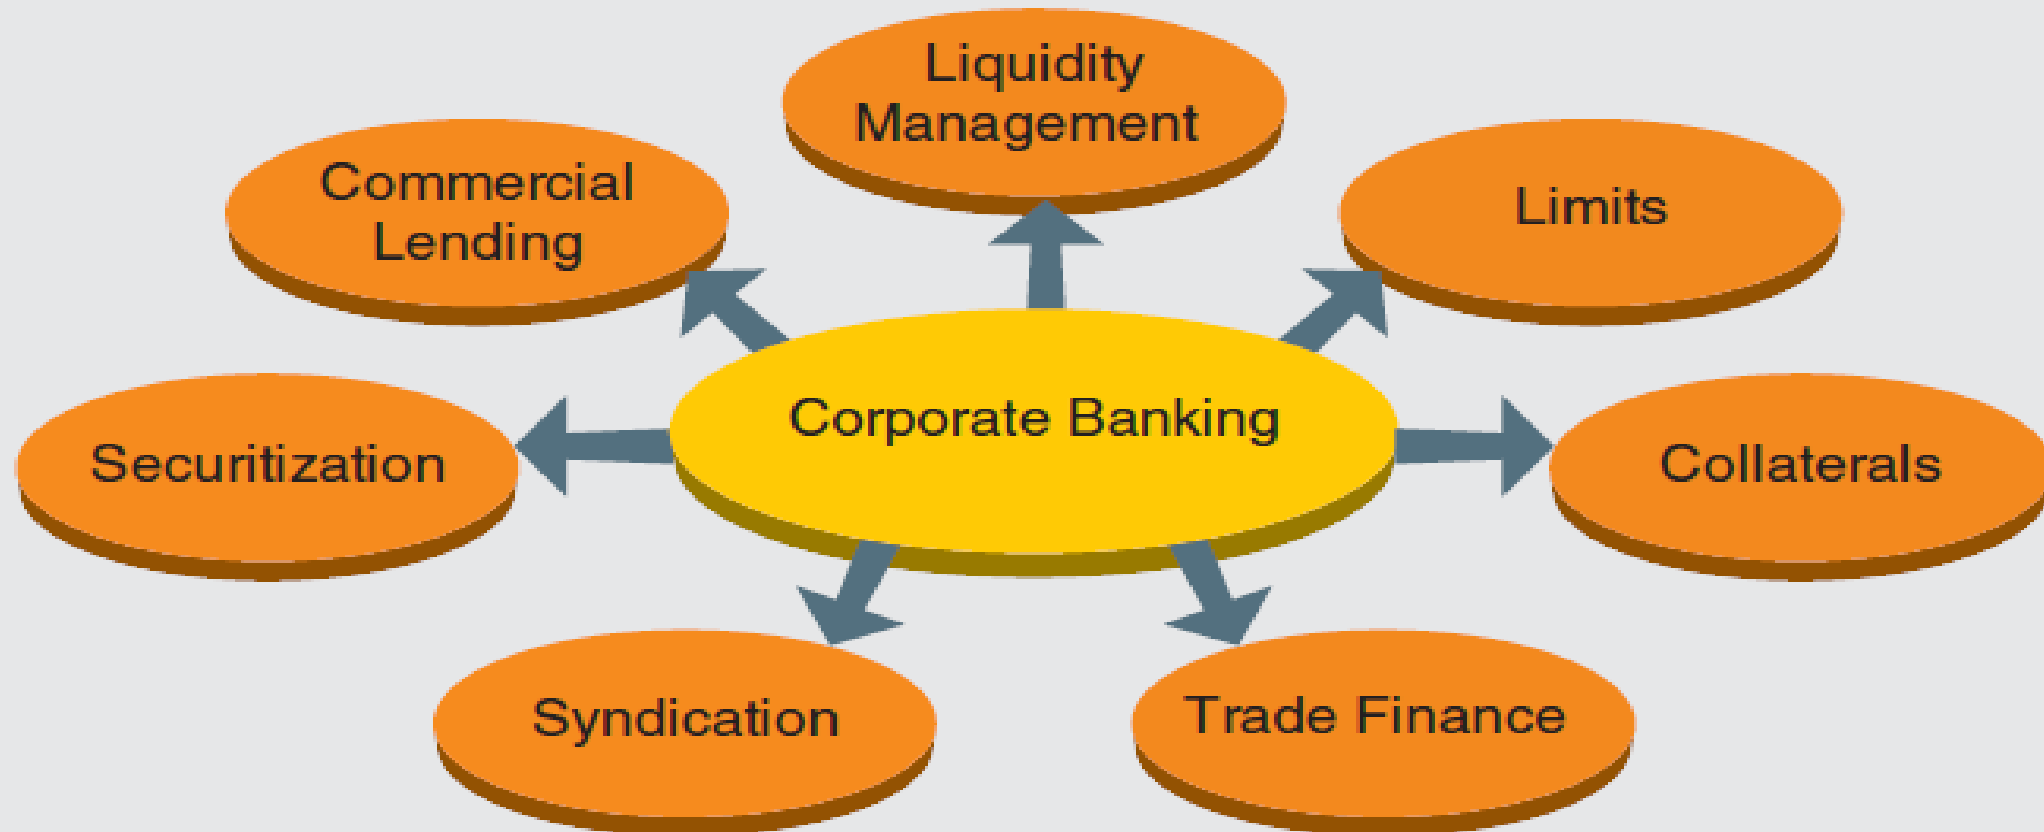 Liquidity
Management
Commercial
Lending
Limits
Corporate Banking
Securitization
Collaterals
Syndication
Trade Finance